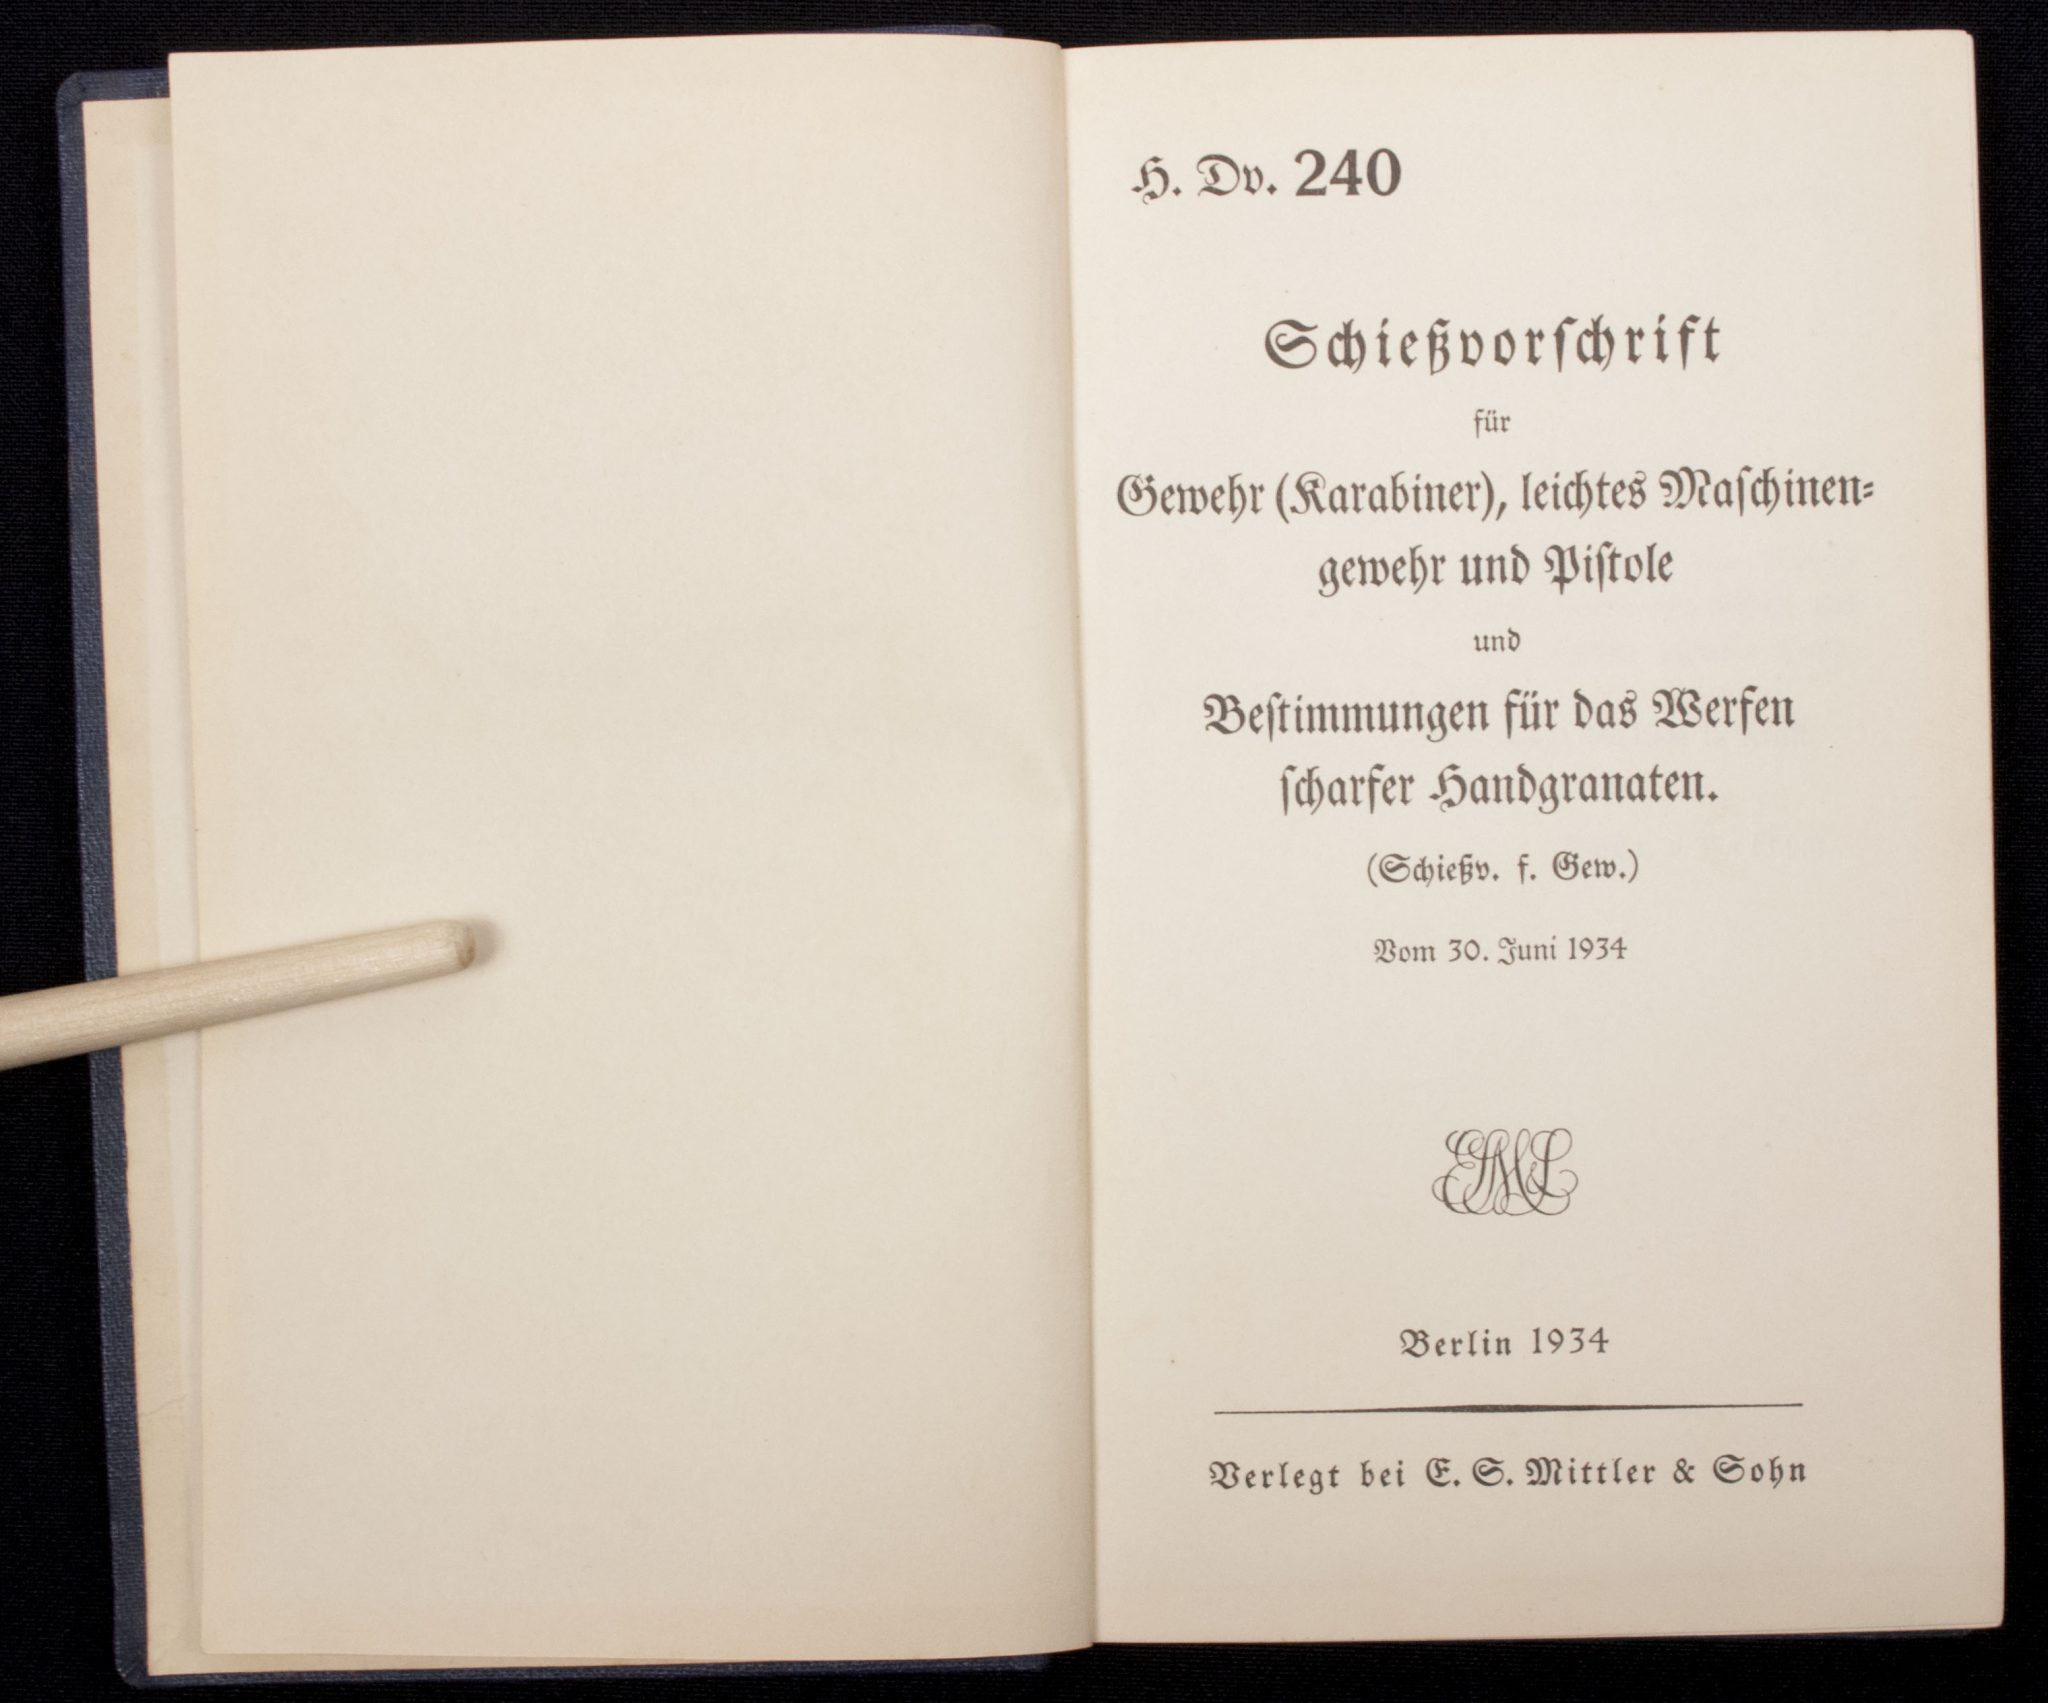 H. Dv. 240
Schießvorſchrift
für
Gewehr (Karabiner), leichtes Maſchinen-
gewehr und Piſtole
und
Beſtimmungen für das Werfen
ſcharfer Handgranaten.
(Schießv. f. Gew.)
Vom 30. Juni 1934
Berlin 1934
Verlegt bei E. S. Mittler & Sohn